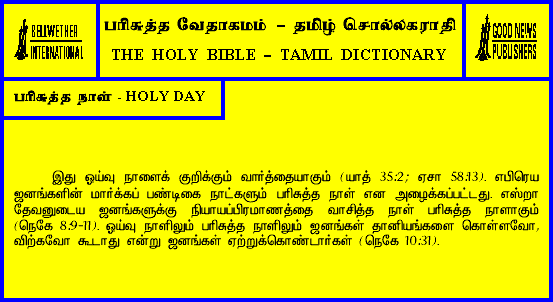 BELLWETHER
INTERNATIONAL
பரிசுத்த வேதாகமம் - தமிழ் சொல்லகராதி
THE HOLY BIBLE – TAMIL DICTIONARY
GOOD NEWS
PUBLISHERS
பரிசுத்த நாள் - HOLY DAY
இது ஓய்வு நாளைக் குறிக்கும் வார்த்தையாகும் (யாத் 35:2; ஏசா 58:13). எபிரெய
ஜனங்களின் மார்க்கப் பண்டிகை நாட்களும் பரிசுத்த நாள் என அழைக்கப்பட்டது. எஸ்றா
தேவனுடைய ஜனங்களுக்கு நியாயப்பிரமாணத்தை வாசித்த நாள் பரிசுத்த நாளாகும்
(நெகே 8:9-11). ஓய்வு நாளிலும் பரிசுத்த நாளிலும் ஜனங்கள் தானியங்களை கொள்ளவோ,
விற்கவோ கூடாது என்று ஜனங்கள் ஏற்றுக்கொண்டார்கள் (நெகே 10:31).